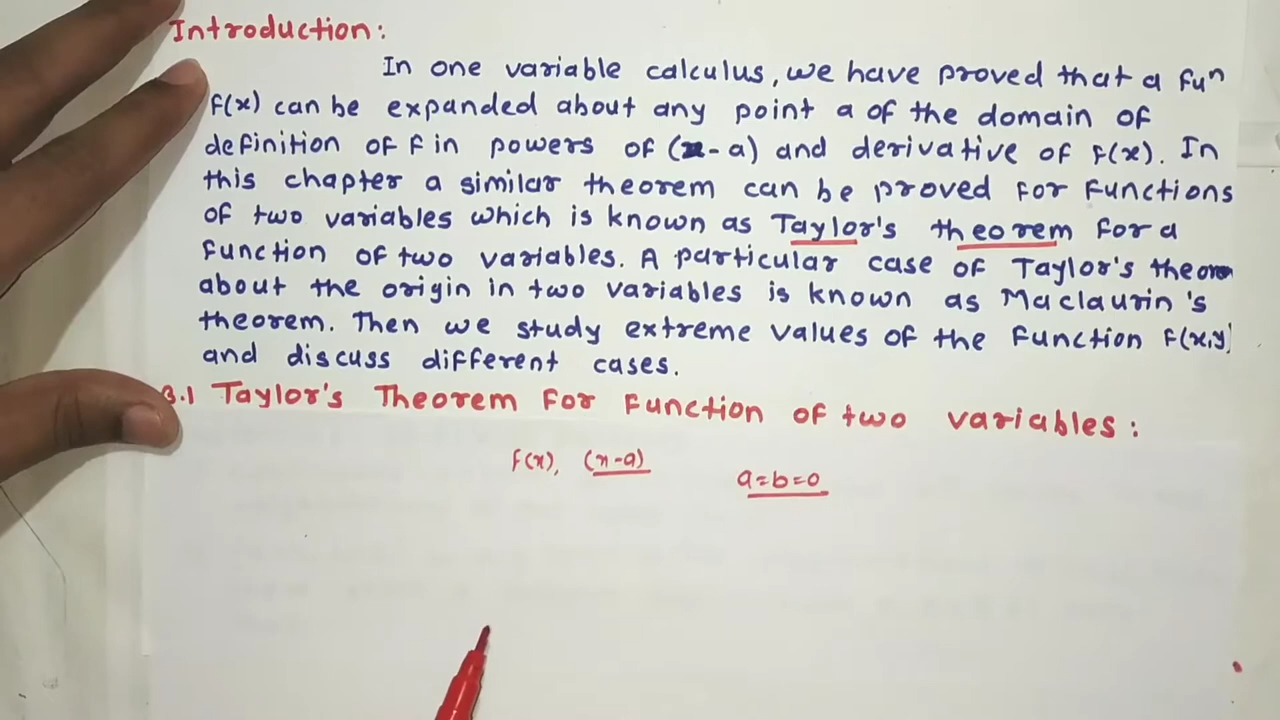 Introduction:
In one variable calculus, we have proved that a funⁿ
f(x) can be expanded about any point a of the domain of
definition of f in powers of (x-a) and derivative of f(x). In
this chapter a similar theorem can be proved for functions
of two variables which is known as Taylor's theorem for a
function of two variables. A particular case of Taylor's theorem
about the origin in two variables is known as Maclaurin's
theorem. Then we study extreme values of the function f(x,y)
and discuss different cases.
3.1 Taylor's Theorem for function of two variables:
f(x), (x-a)
a=b=0